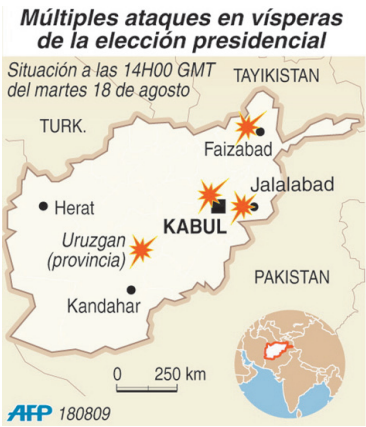 Múltiples ataques en vísperas
de la elección presidencial
Situación a las 14H00 GMT
del martes 18 de agosto
TAYIKISTAN
TURK.
Faizabad
Jalalabad
Herat
KABUL
Uruzgan
(provincia)
PAKISTAN
Kandahar
0 250 km
AFP 180809